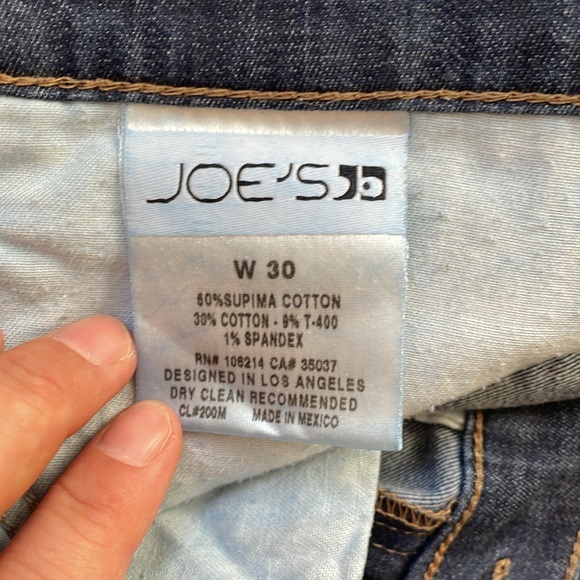 JOE'S
W 30
60%SUPIMA COTTON
30% COTTON - 9% T-400
1% SPANDEX
RN# 106214 CA# 35037
DESIGNED IN LOS ANGELES
DRY CLEAN RECOMMENDED
CL#200M MADE IN MEXICO